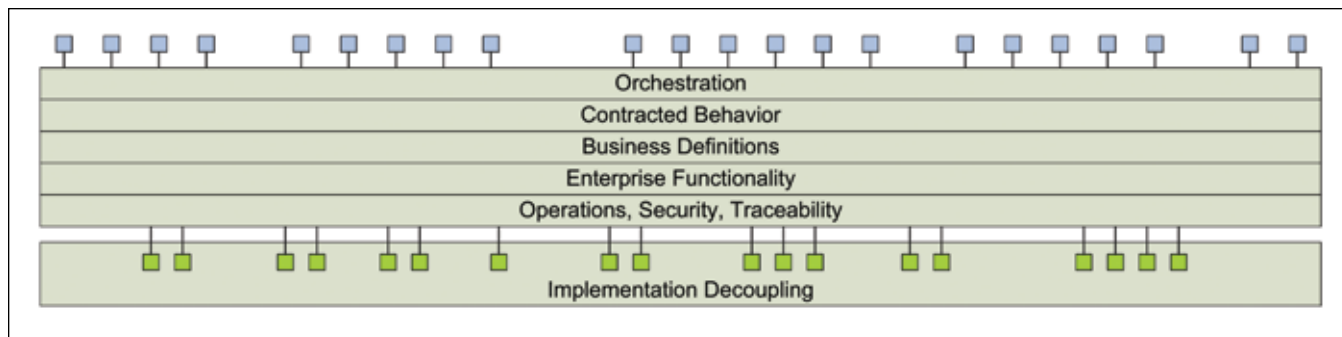 Orchestration
Contracted Behavior
Business Definitions
Enterprise Functionality
Operations, Security, Traceability
Implementation Decoupling